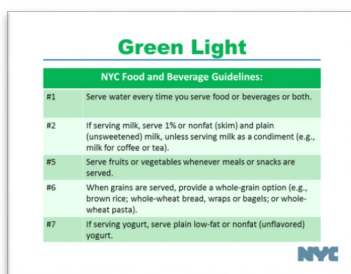 Green Light
NYC Food and Beverage Guidelines:
#1 Serve water every time you serve food or beverages or both.
#2 If serving milk, serve 1% or nonfat (skim) and plain
(unsweetened) milk, unless serving milk as a condiment (e.g.,
milk for coffee or tea).
#5 Serve fruits or vegetables whenever meals or snacks are
served.
#6 When grains are served, provide a whole-grain option (e.g.,
brown rice; whole-wheat bread, wraps or bagels; or whole-
wheat pasta).
#7 If serving yogurt, serve plain low-fat or nonfat (unflavored)
yogurt.
NYC